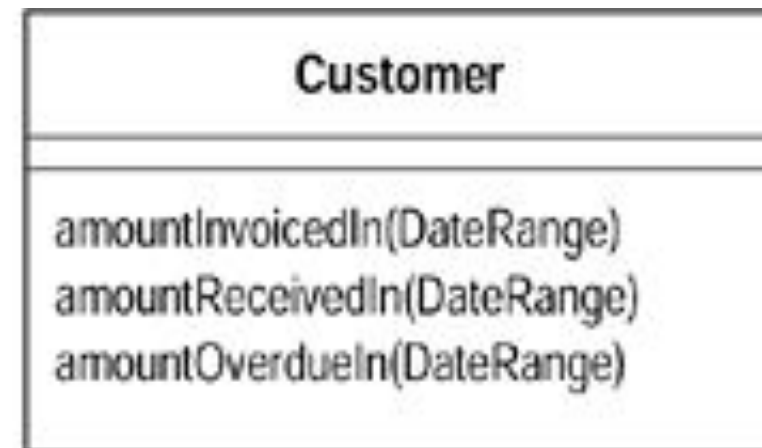 Customer
amountInvoicedIn(DateRange)
amountReceivedIn(DateRange)
amountOverdueIn(DateRange)